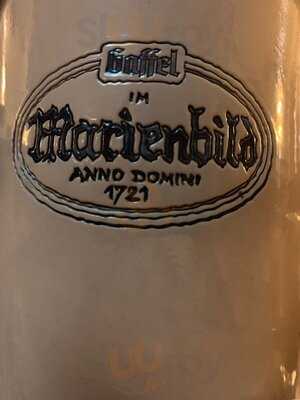 Gaffel
IM
Marienbild
ANNO DOMINI
1721